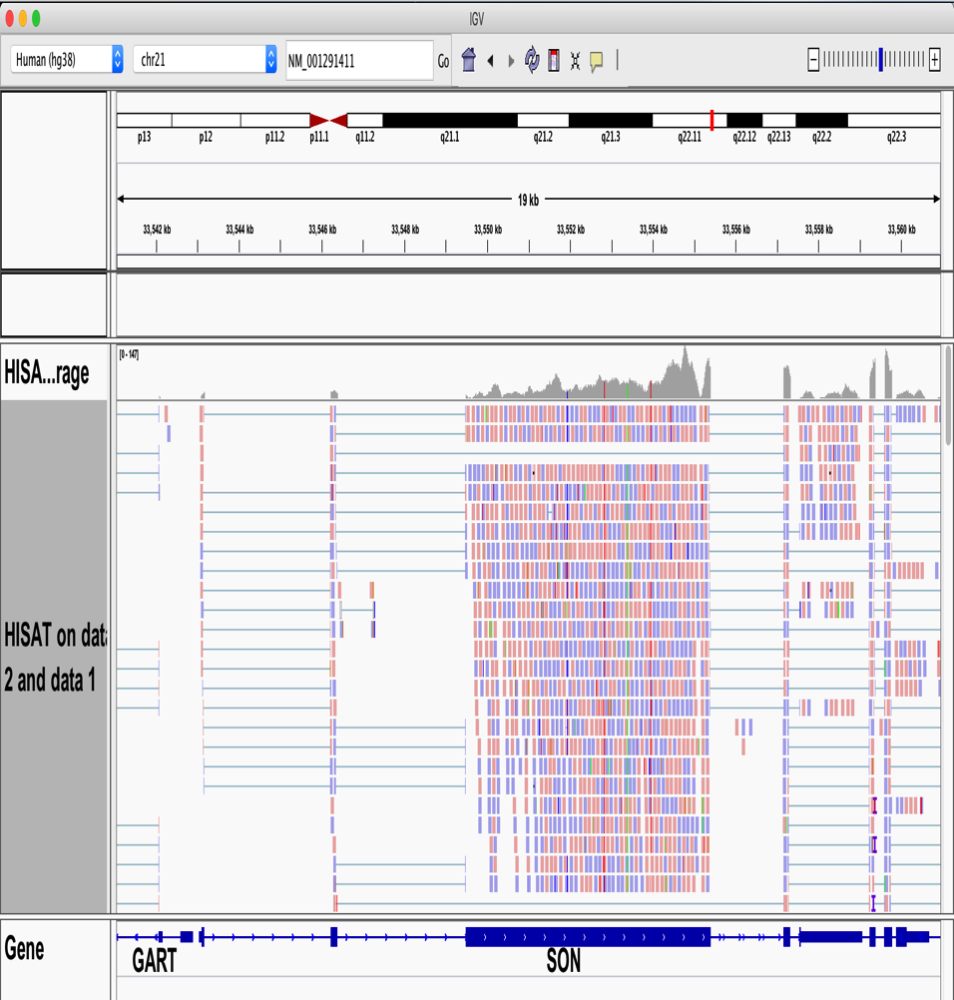 IGV
Human (hg38) chr21 NM_001291411 Go
p13 p12 p11.2 p11.1 q11.2 q21.1 q21.2 q21.3 q22.11 q22.12 q22.13 q22.2 q22.3
19 kb
33,542 kb 33,544 kb 33,546 kb 33,548 kb 33,550 kb 33,552 kb 33,554 kb 33,556 kb 33,558 kb 33,560 kb
[0 - 147]
HISA...rage
HISAT on data
2 and data 1
Gene
GART SON